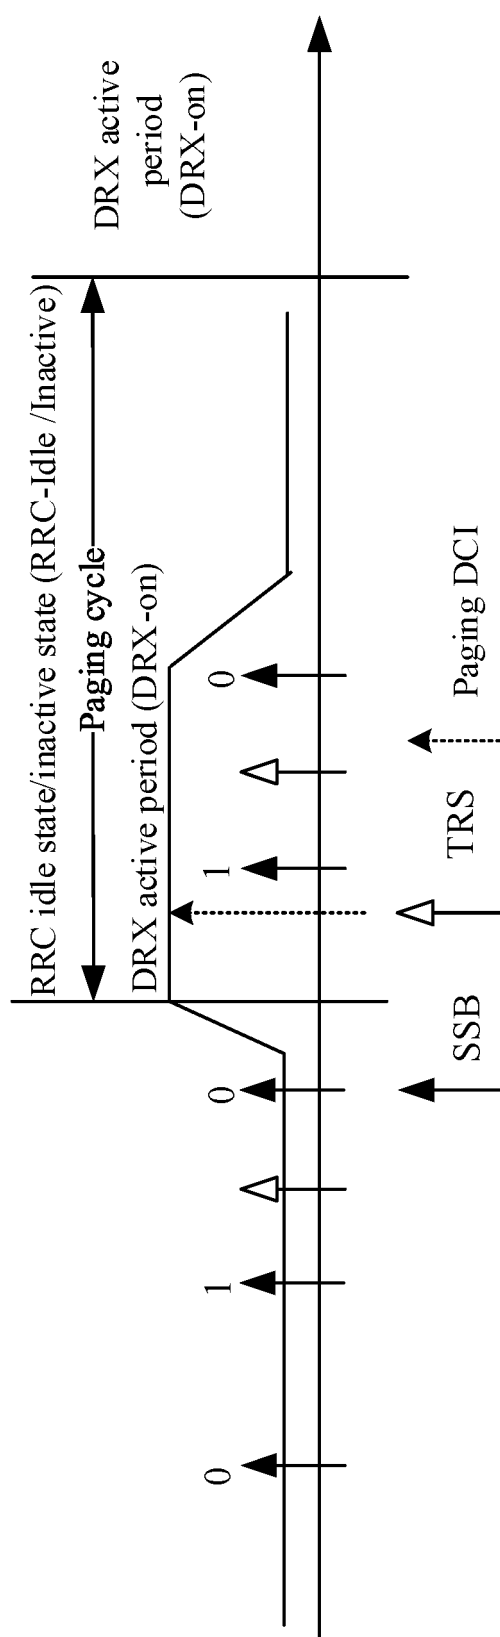 RRC idle state/inactive state (RRC-Idle /Inactive)
Paging cycle
DRX active
period
(DRX-on)
DRX active period (DRX-on)
0
1
0
1
0
SSB
TRS
Paging DCI